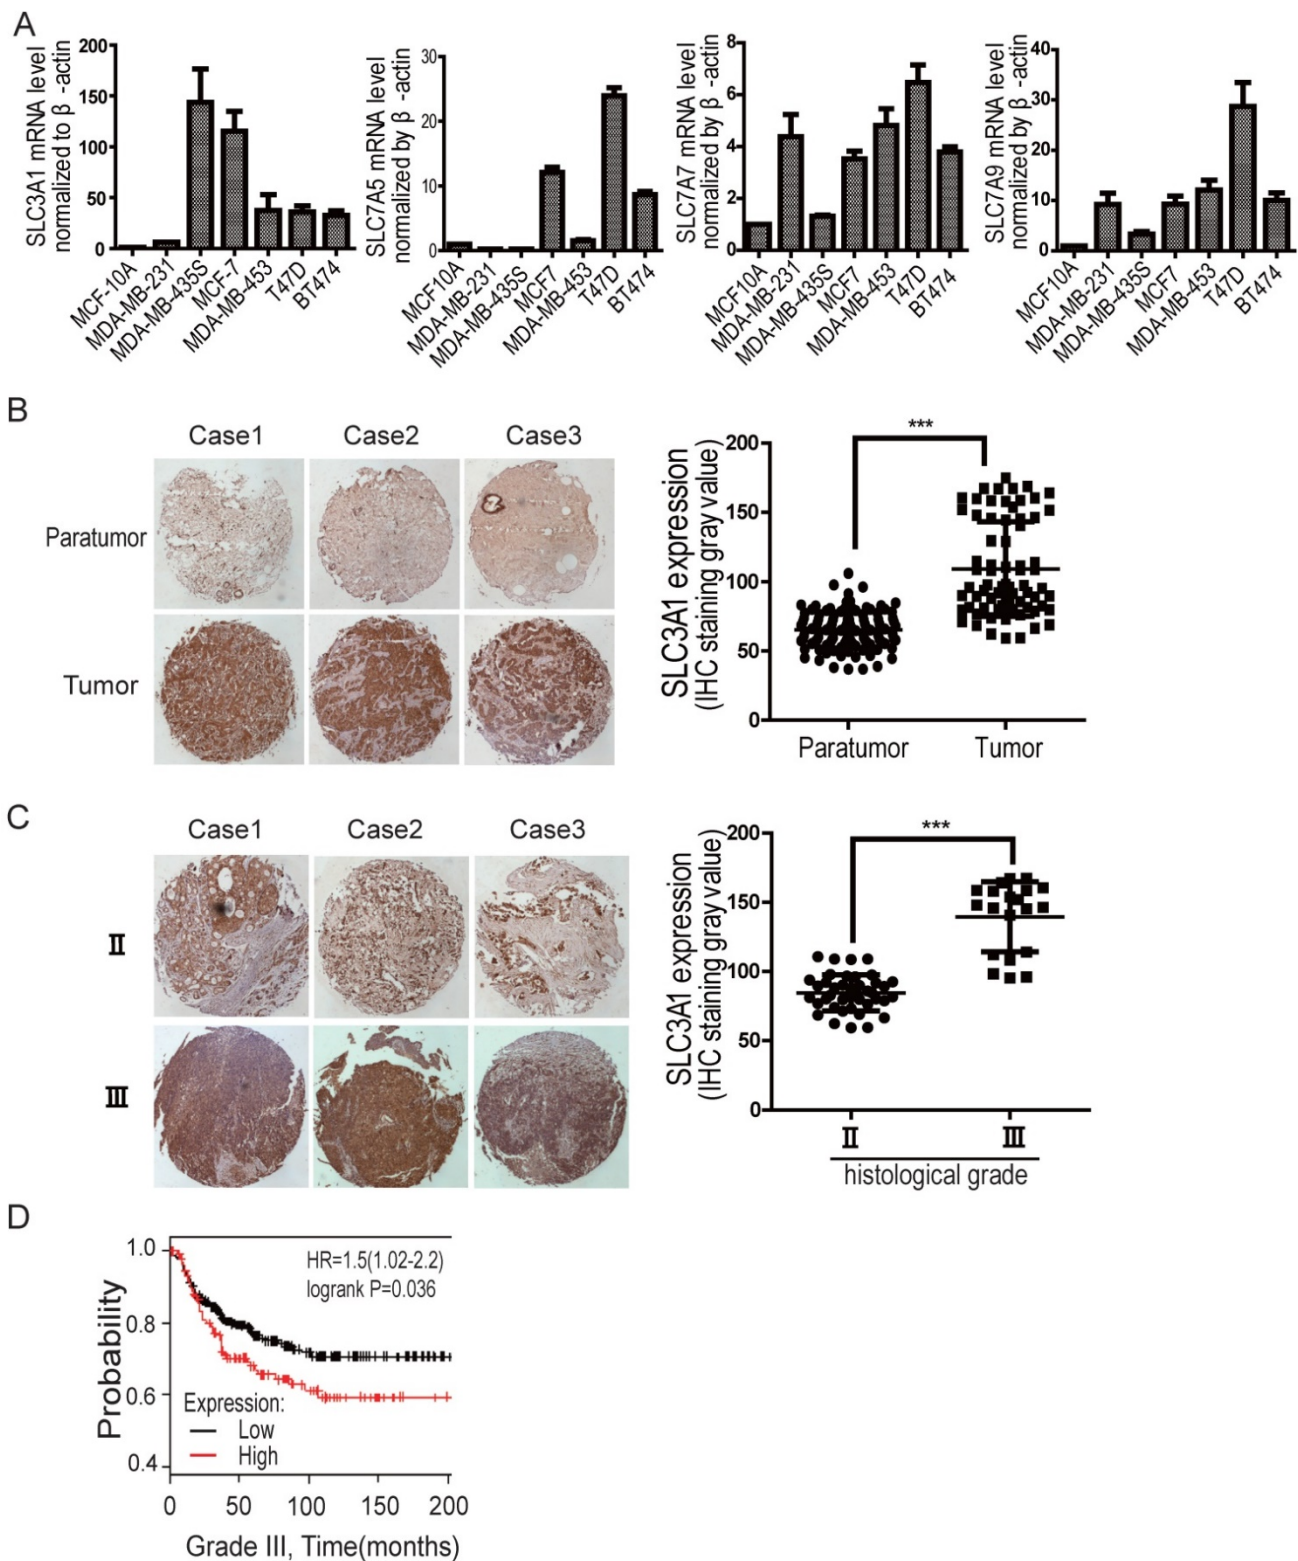 A
SLC3A1 mRNA level
normalized to β -actin
200
150
100
50
0
MCF-10A
MDA-MB-231
MDA-MB-435S
MCF-7
MDA-MB-453
T47D
BT474
SLC7A5 mRNA level
normalized by β -actin
30
20
10
0
MCF10A
MDA-MB-231
MDA-MB-435S
MCF7
MDA-MB-453
T47D
BT474
SLC7A7 mRNA level
normalized by β -actin
8
6
4
2
0
MCF10A
MDA-MB-231
MDA-MB-435S
MCF7
MDA-MB-453
T47D
BT474
SLC7A9 mRNA level
normalized by β -actin
40
30
20
10
0
MCF10A
MDA-MB-231
MDA-MB-435S
MCF7
MDA-MB-453
T47D
BT474
B
Case1 Case2 Case3
Paratumor
Tumor
SLC3A1 expression
(IHC staining gray value)
200
150
100
50
0
***
Paratumor Tumor
C
Case1 Case2 Case3
II
III
SLC3A1 expression
(IHC staining gray value)
200
150
100
50
0
***
II III
histological grade
D
Probability
1.0
0.8
0.6
0.4
HR=1.5(1.02-2.2)
logrank P=0.036
Expression:
Low
High
0 50 100 150 200
Grade III, Time(months)